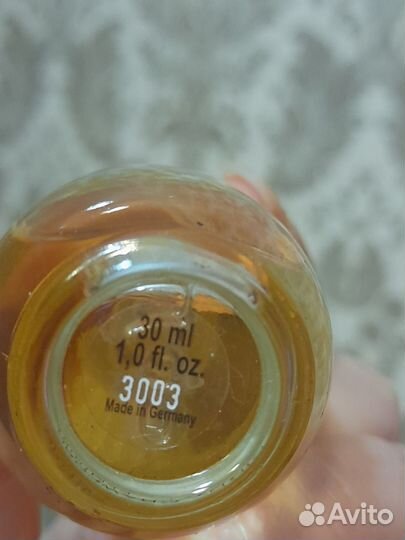 30 ml
1,0 fl. oz.
3003
Made in Germany
Avito